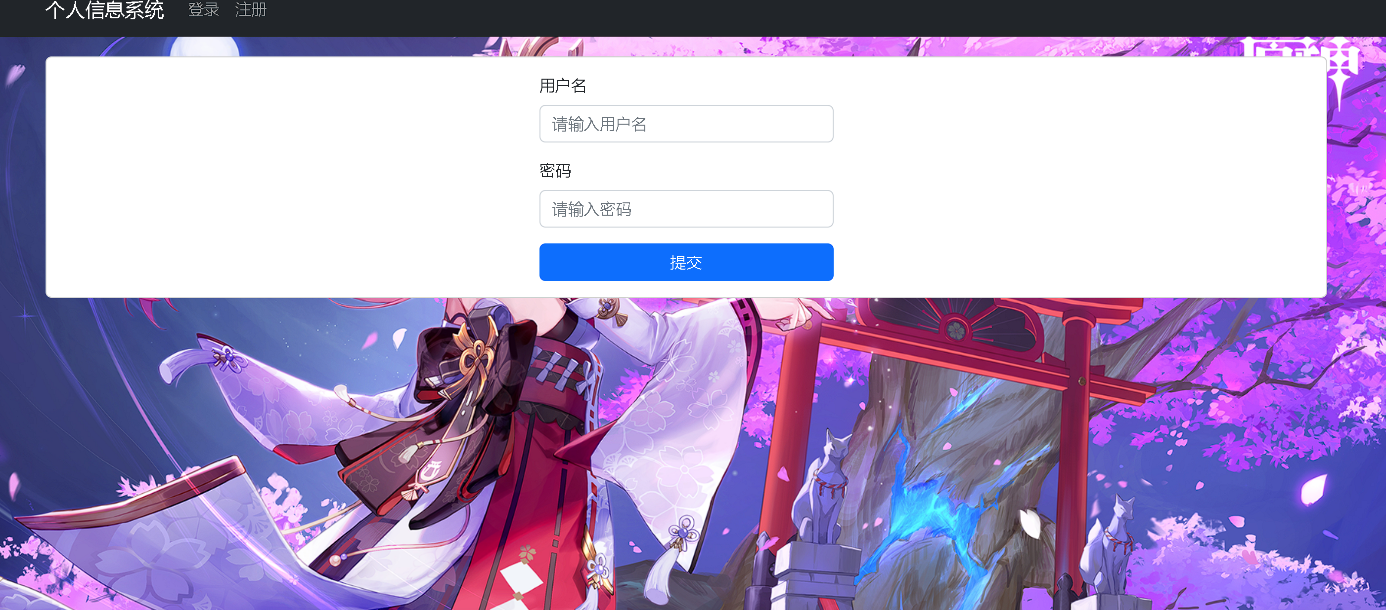 个人信息系统 登录 注册
用户名
请输入用户名
密码
请输入密码
提交